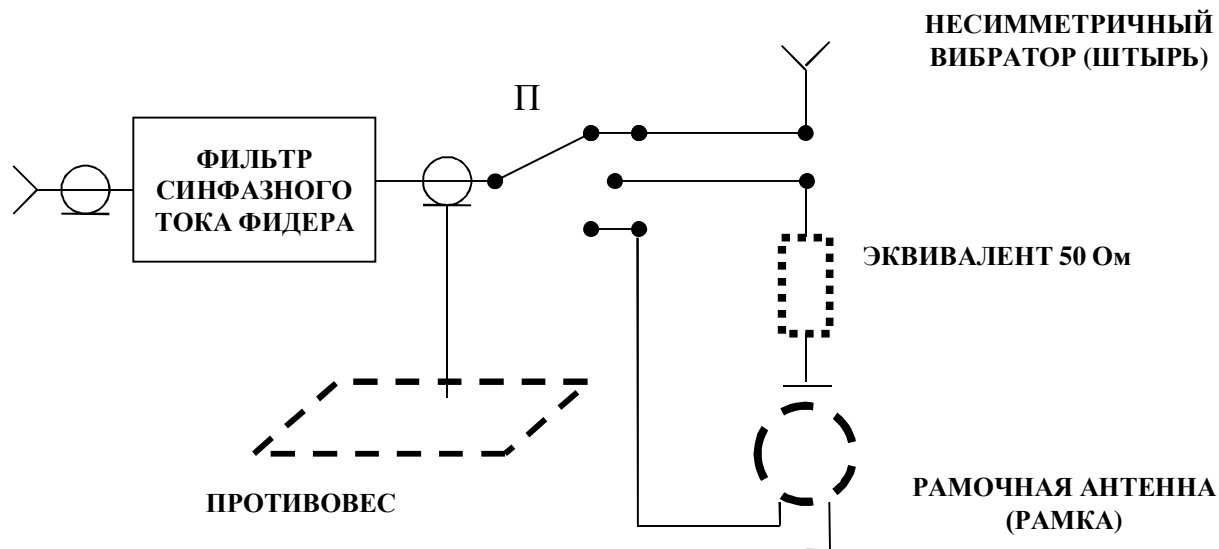 НЕСИММЕТРИЧНЫЙ
ВИБРАТОР (ШТЫРЬ)
П
ФИЛЬТР
СИНФАЗНОГО
ТОКА ФИДЕРА
ЭКВИВАЛЕНТ 50 Ом
ПРОТИВОВЕС
РАМОЧНАЯ АНТЕННА
(РАМКА)